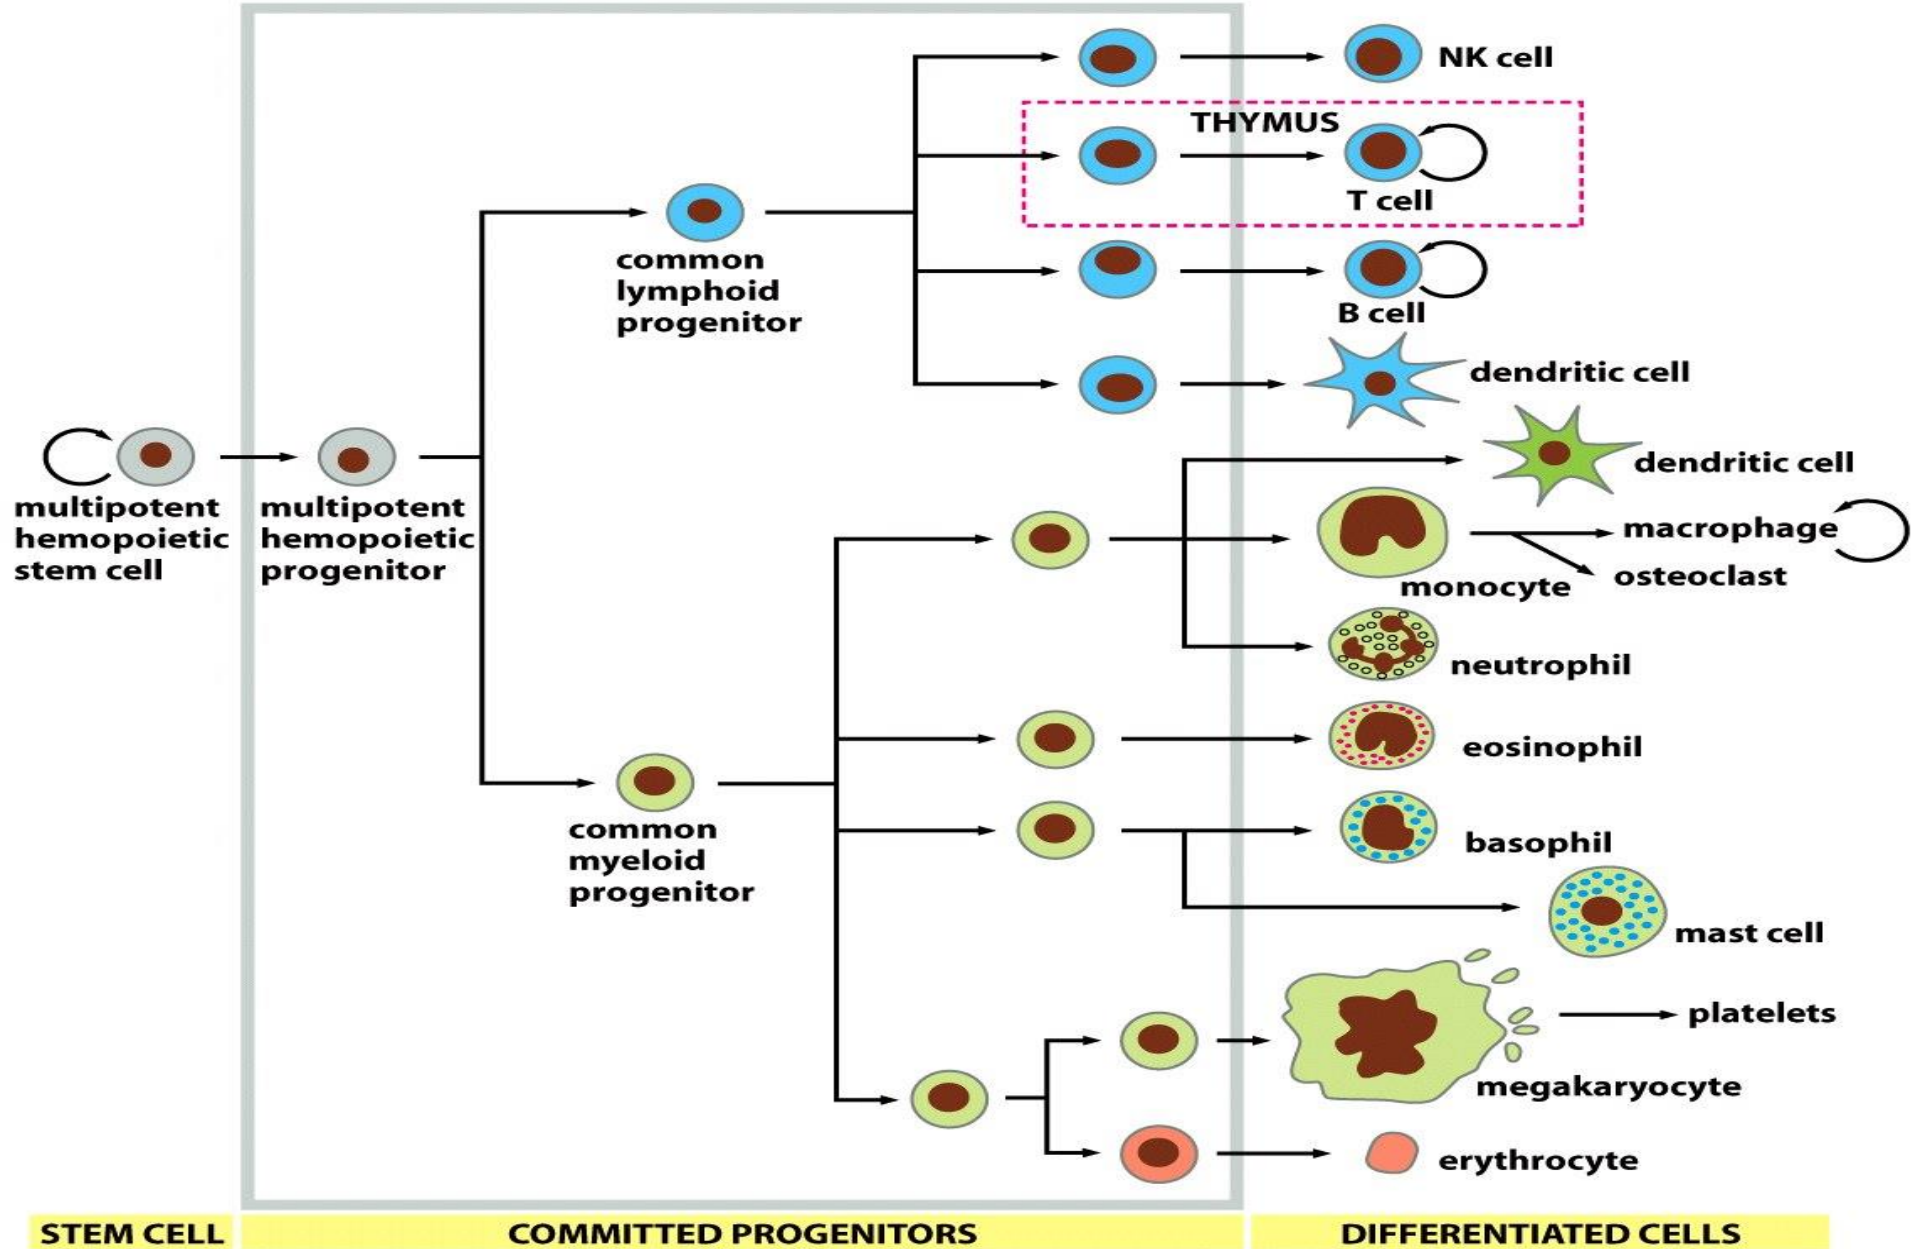 NK cell
THYMUS
T cell
common
lymphoid
progenitor
B cell
dendritic cell
dendritic cell
multipotent
hemopoietic
stem cell
multipotent
hemopoietic
progenitor
macrophage
osteoclast
monocyte
neutrophil
eosinophil
common
myeloid
progenitor
basophil
mast cell
platelets
megakaryocyte
erythrocyte
STEM CELL
COMMITTED PROGENITORS
DIFFERENTIATED CELLS